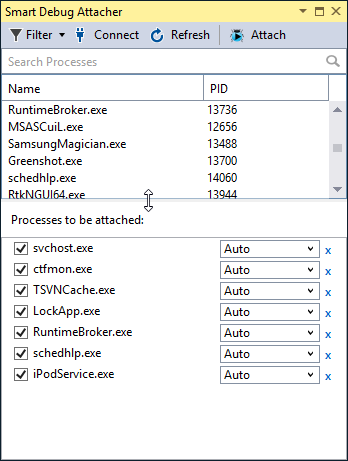 Smart Debug Attacher
Filter Connect Refresh Attach
Search Processes
Name PID
RuntimeBroker.exe 13736
MSASCuiL.exe 12656
SamsungMagician.exe 13488
Greenshot.exe 13700
schedhlp.exe 14060
RtkNGUI64.exe 13944
Processes to be attached:
svchost.exe Auto x
ctfmon.exe Auto x
TSVNCache.exe Auto x
LockApp.exe Auto x
RuntimeBroker.exe Auto x
schedhlp.exe Auto x
iPodService.exe Auto x